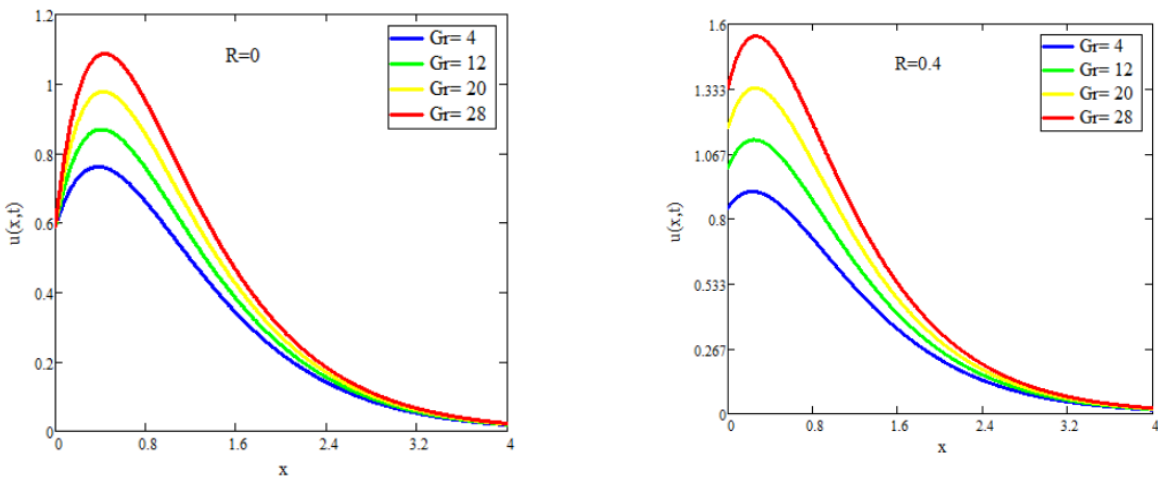 1.2
R=0
Gr= 4
Gr= 12
Gr= 20
Gr= 28
1
0.8
0.6
0.4
0.2
0
u(x,t)
0 0.8 1.6 2.4 3.2 4
x
1.6
R=0.4
Gr= 4
Gr= 12
Gr= 20
Gr= 28
1.333
1.067
0.8
0.533
0.267
0
u(x,t)
0 0.8 1.6 2.4 3.2 4
x